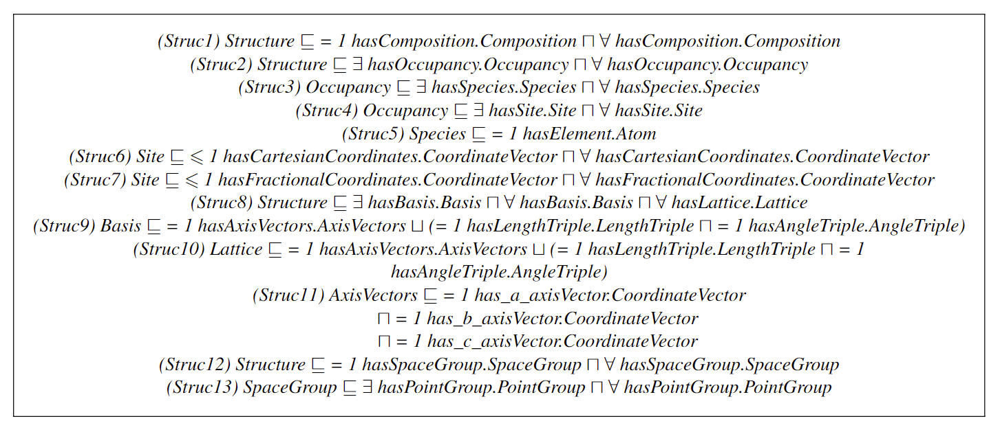 (Struc1) Structure ⊑ = 1 hasComposition.Composition ⊓ ∀ hasComposition.Composition
(Struc2) Structure ⊑ ∃ hasOccupancy.Occupancy ⊓ ∀ hasOccupancy.Occupancy
(Struc3) Occupancy ⊑ ∃ hasSpecies.Species ⊓ ∀ hasSpecies.Species
(Struc4) Occupancy ⊑ ∃ hasSite.Site ⊓ ∀ hasSite.Site
(Struc5) Species ⊑ = 1 hasElement.Atom
(Struc6) Site ⊑ ⩽ 1 hasCartesianCoordinates.CoordinateVector ⊓ ∀ hasCartesianCoordinates.CoordinateVector
(Struc7) Site ⊑ ⩽ 1 hasFractionalCoordinates.CoordinateVector ⊓ ∀ hasFractionalCoordinates.CoordinateVector
(Struc8) Structure ⊑ ∃ hasBasis.Basis ⊓ ∀ hasBasis.Basis ⊓ ∀ hasLattice.Lattice
(Struc9) Basis ⊑ = 1 hasAxisVectors.AxisVectors ⊔ (= 1 hasLengthTriple.LengthTriple ⊓ = 1 hasAngleTriple.AngleTriple)
(Struc10) Lattice ⊑ = 1 hasAxisVectors.AxisVectors ⊔ (= 1 hasLengthTriple.LengthTriple ⊓ = 1
hasAngleTriple.AngleTriple)
(Struc11) AxisVectors ⊑ = 1 has_a_axisVector.CoordinateVector
⊓ = 1 has_b_axisVector.CoordinateVector
⊓ = 1 has_c_axisVector.CoordinateVector
(Struc12) Structure ⊑ = 1 hasSpaceGroup.SpaceGroup ⊓ ∀ hasSpaceGroup.SpaceGroup
(Struc13) SpaceGroup ⊑ ∃ hasPointGroup.PointGroup ⊓ ∀ hasPointGroup.PointGroup